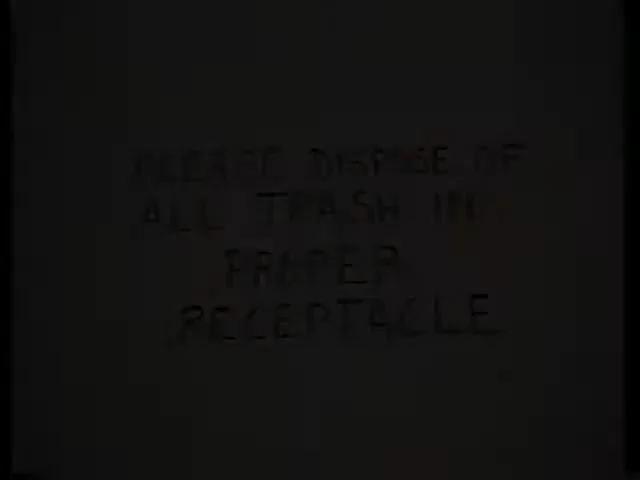 PLEASE DISPOSE OF
ALL TRASH IN
PROPER
RECEPTACLE